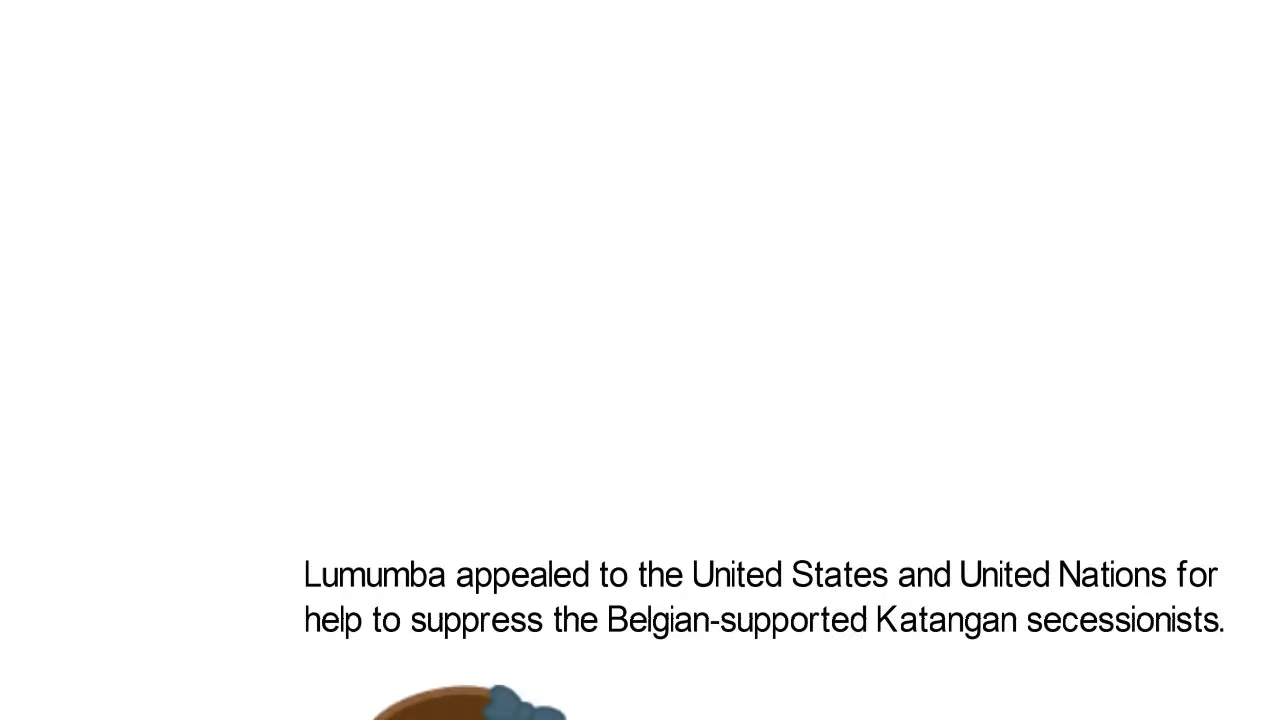 Lumumba appealed to the United States and United Nations for
help to suppress the Belgian-supported Katangan secessionists.